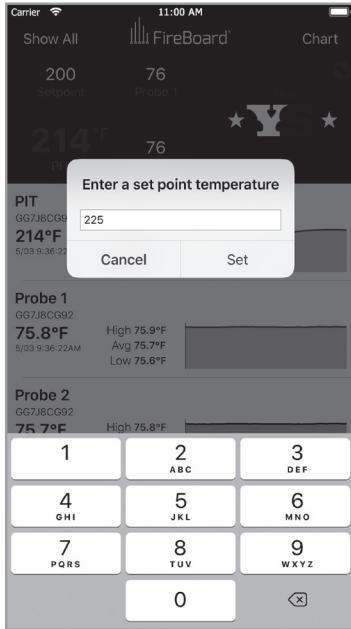 Carrier 11:00 AM
Show All FireBoard Chart
200 76
Setpoint Probe 1
214°F 76
Y
Enter a set point temperature
225
Cancel Set
PIT
GG7J8CG9
214°F
5/03 9:36:22
Probe 1
GG7J8CG92
75.8°F
5/03 9:36:22AM
High 75.9°F
Avg 75.7°F
Low 75.6°F
Probe 2
GG7J8CG92
75.7°F High 75.8°F
1 2 ABC 3 DEF
4 GHI 5 JKL 6 MNO
7 PQRS 8 TUV 9 WXYZ
0